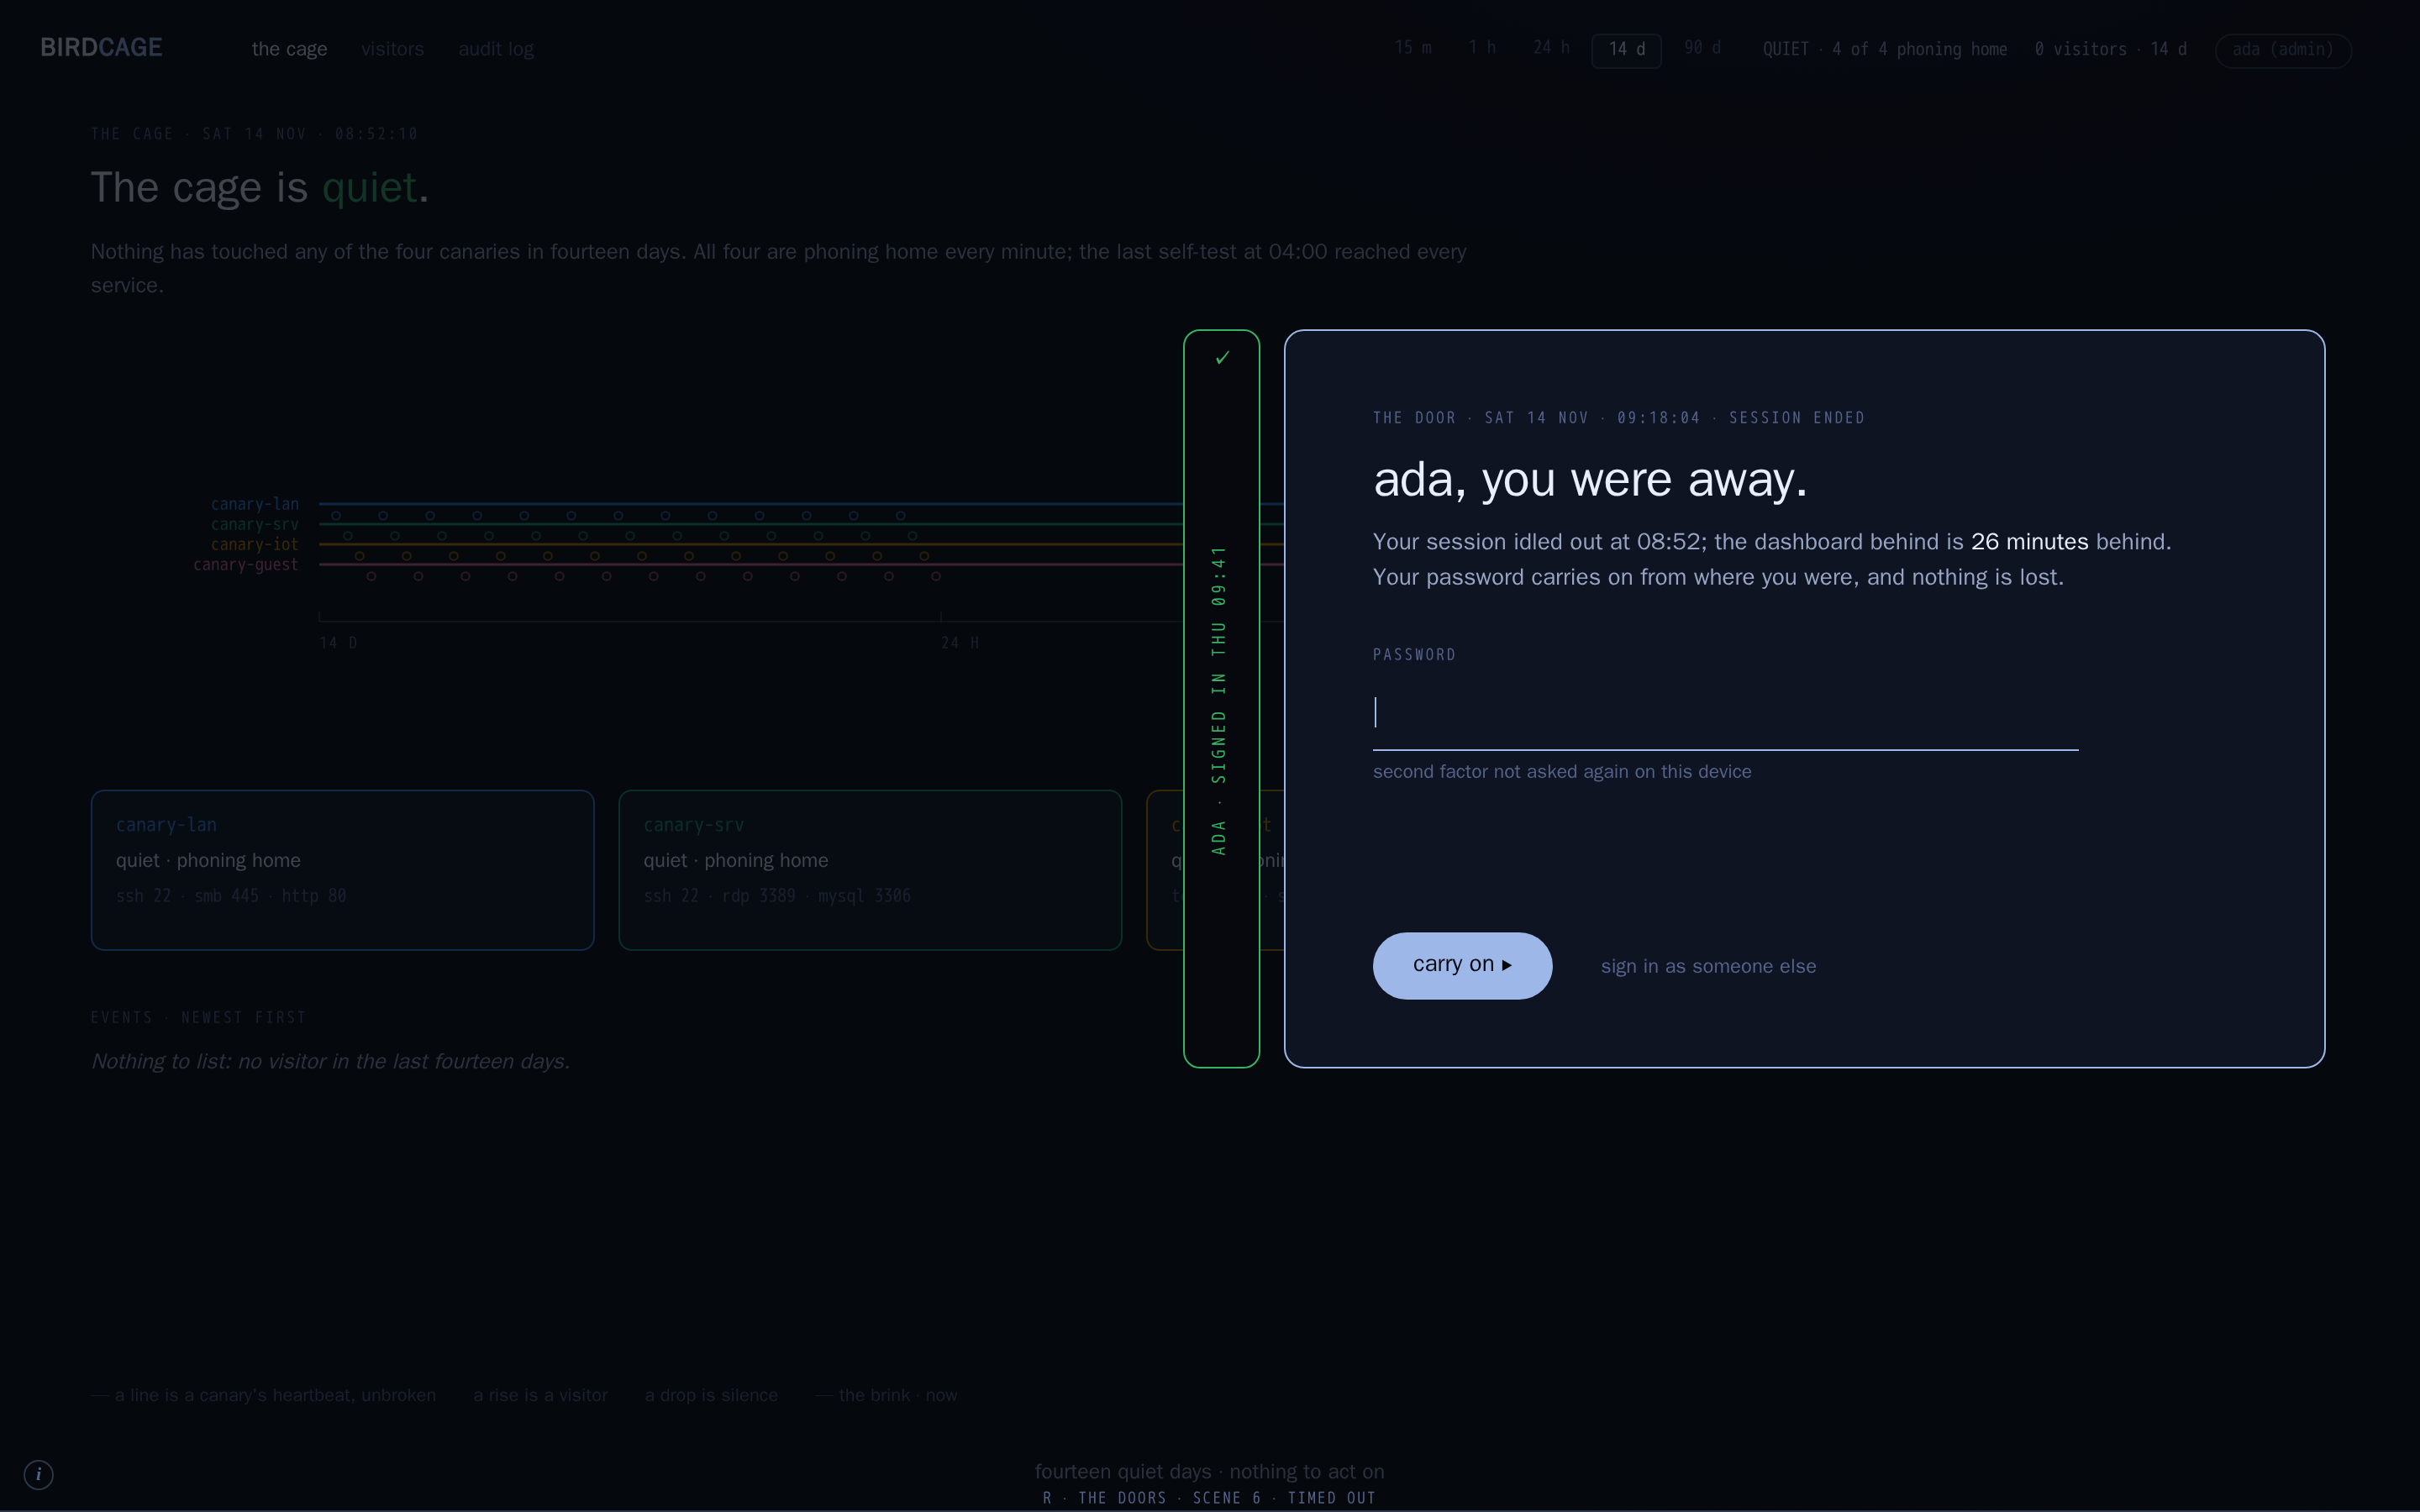 BIRDCAGE the cage visitors audit log 15 m 1 h 24 h 14 d 90 d QUIET · 4 of 4 phoning home 0 visitors · 14 d ada (admin)
THE CAGE · SAT 14 NOV · 08:52:10
The cage is quiet.
Nothing has touched any of the four canaries in fourteen days. All four are phoning home every minute; the last self-test at 04:00 reached every
service.
✓
ADA · SIGNED IN THU 09:41
THE DOOR · SAT 14 NOV · 09:18:04 · SESSION ENDED
ada, you were away.
Your session idled out at 08:52; the dashboard behind is 26 minutes behind.
Your password carries on from where you were, and nothing is lost.
PASSWORD
second factor not asked again on this device
carry on ▸
sign in as someone else
canary-lan
canary-srv
canary-iot
canary-guest
14 D 24 H
canary-lan
quiet · phoning home
ssh 22 · smb 445 · http 80
canary-srv
quiet · phoning home
ssh 22 · rdp 3389 · mysql 3306
EVENTS · NEWEST FIRST
Nothing to list: no visitor in the last fourteen days.
— a line is a canary's heartbeat, unbroken a rise is a visitor a drop is silence — the brink · now
i
fourteen quiet days · nothing to act on
R · THE DOORS · SCENE 6 · TIMED OUT